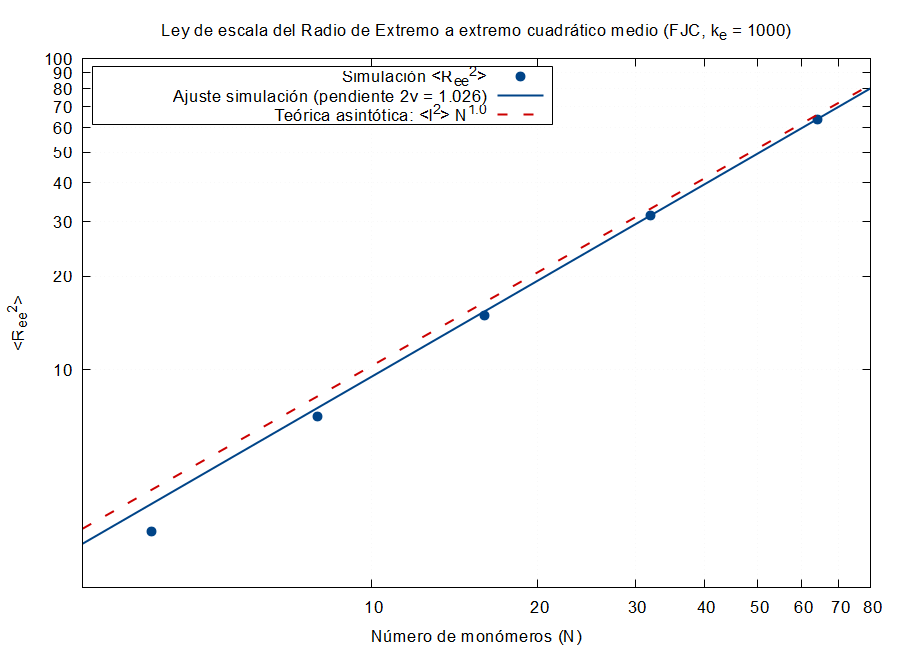 Ley de escala del Radio de Extremo a extremo cuadrático medio (FJC, kₑ = 1000)
Simulación <Rₑₑ²>
Ajuste simulación (pendiente 2ν = 1.026)
Teórica asintótica: <l²> N¹·⁰
100
90
80
70
60
50
40
30
20
10
<Rₑₑ²>
10 20 30 40 50 60 70 80
Número de monómeros (N)